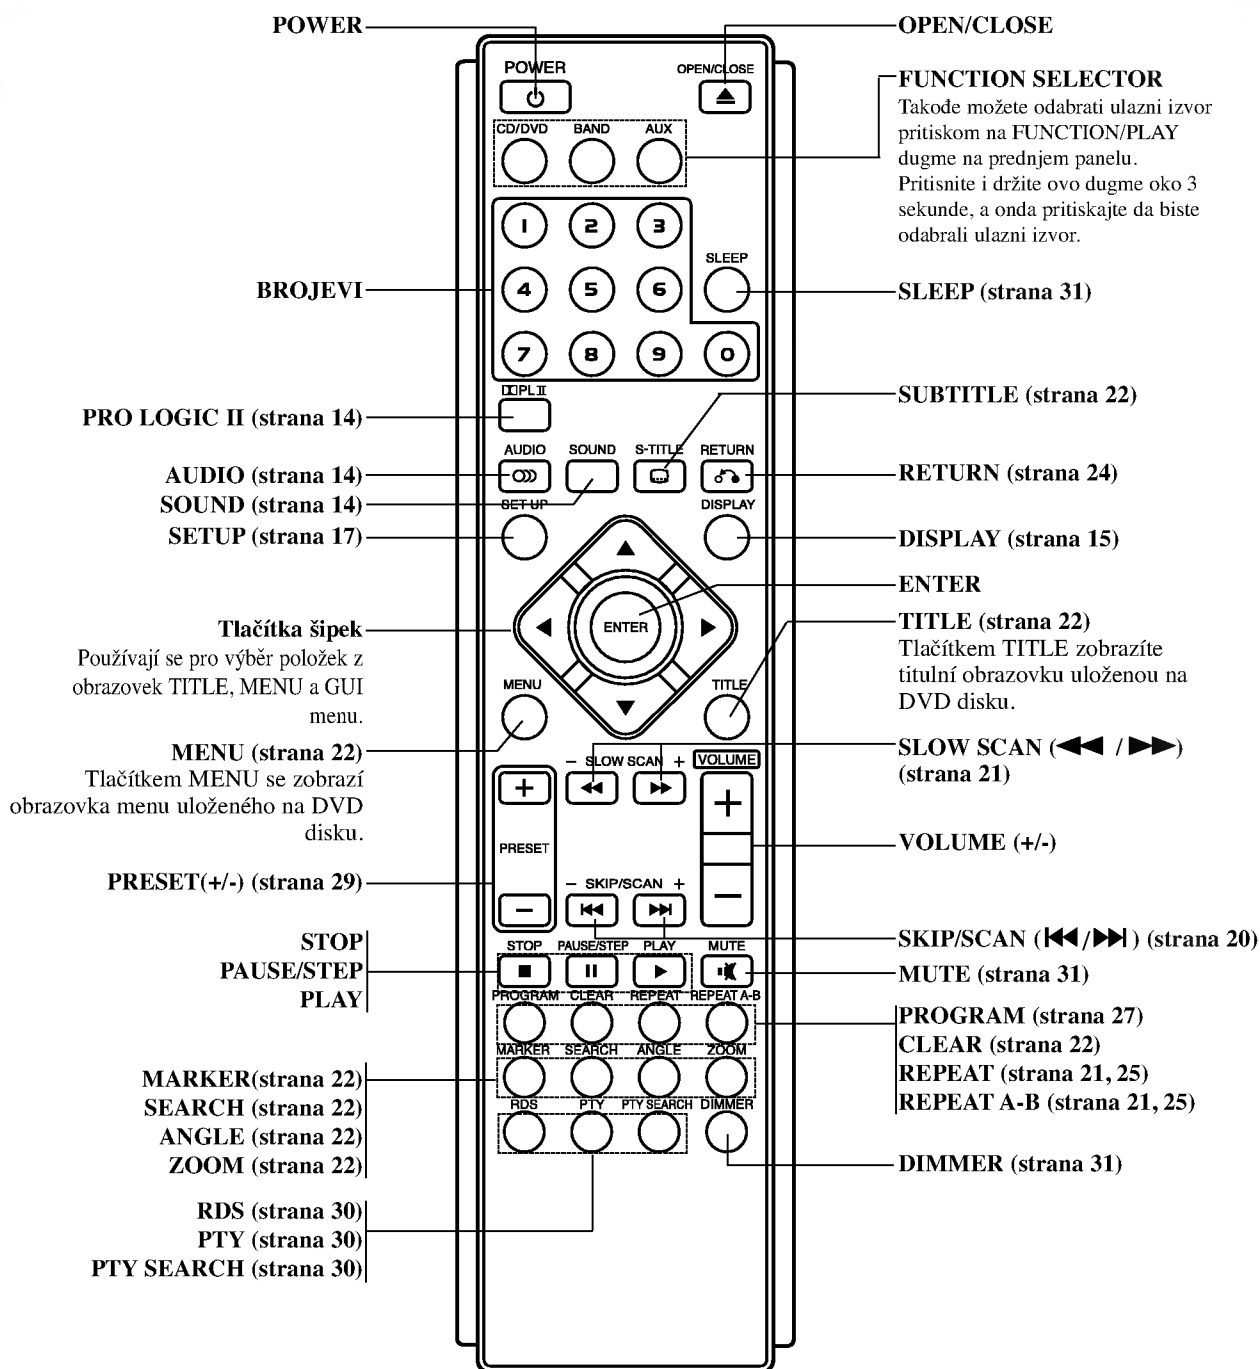 POWER
OPEN/CLOSE
FUNCTION SELECTOR
Takođe možete odabrati ulazni izvor
pritiskom na FUNCTION/PLAY
dugme na prednjem panelu.
Pritisnite i držite ovo dugme oko 3
sekunde, a onda pritiskajte da biste
odabrali ulazni izvor.
BROJEVI
SLEEP (strana 31)
SUBTITLE (strana 22)
PRO LOGIC II (strana 14)
AUDIO (strana 14)
SOUND (strana 14)
SETUP (strana 17)
RETURN (strana 24)
DISPLAY (strana 15)
ENTER
Tlačítka šipek
Používají se pro výběr položek z
obrazovek TITLE, MENU a GUI
menu.
TITLE (strana 22)
Tlačítkem TITLE zobrazíte
titulní obrazovku uloženou na
DVD disku.
MENU (strana 22)
Tlačítkem MENU se zobrazí
obrazovka menu uloženého na DVD
disku.
SLOW SCAN (◀◀ / ▶▶)
(strana 21)
VOLUME (+/-)
PRESET(+/-) (strana 29)
STOP
PAUSE/STEP
PLAY
SKIP/SCAN (|◀◀/▶▶|) (strana 20)
MUTE (strana 31)
PROGRAM (strana 27)
CLEAR (strana 22)
REPEAT (strana 21, 25)
REPEAT A-B (strana 21, 25)
MARKER(strana 22)
SEARCH (strana 22)
ANGLE (strana 22)
ZOOM (strana 22)
DIMMER (strana 31)
RDS (strana 30)
PTY (strana 30)
PTY SEARCH (strana 30)
POWER OPEN/CLOSE
CD/DVD BAND AUX
1 2 3
SLEEP
4 5 6
7 8 9 0
PL II
AUDIO SOUND S-TITLE RETURN
SET UP DISPLAY
ENTER
MENU TITLE
- SLOW SCAN + VOLUME
+ +
PRESET
- SKIP/SCAN +
- -
STOP PAUSE/STEP PLAY MUTE
PROGRAM CLEAR REPEAT REPEAT A-B
MARKER SEARCH ANGLE ZOOM
RDS PTY PTY SEARCH DIMMER